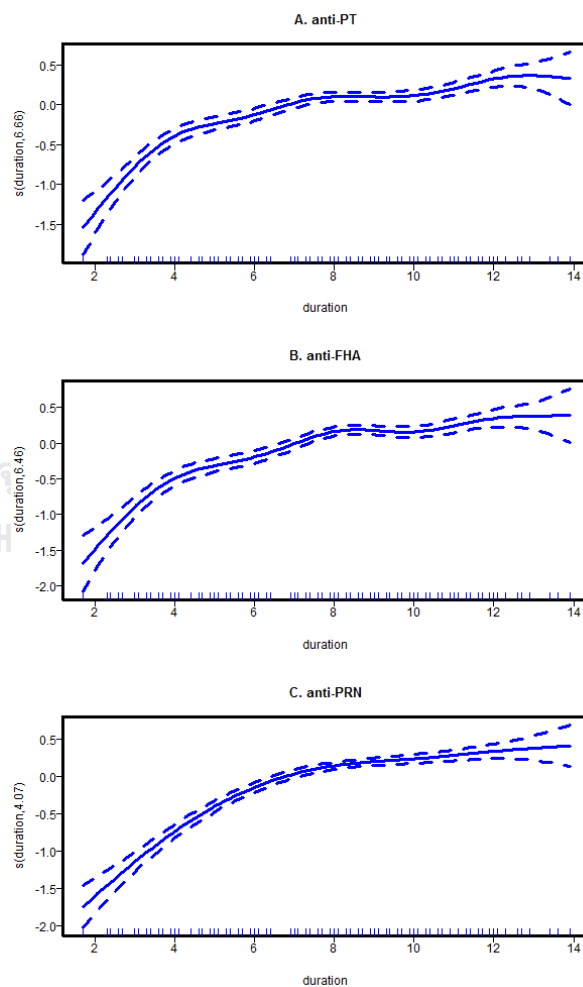 A. anti-PT
s(duration,6.66)
0.5
0.0
-0.5
-1.0
-1.5
2 4 6 8 10 12 14
duration
B. anti-FHA
s(duration,6.46)
0.5
0.0
-0.5
-1.0
-1.5
-2.0
2 4 6 8 10 12 14
duration
C. anti-PRN
s(duration,4.07)
0.5
0.0
-0.5
-1.0
-1.5
-2.0
2 4 6 8 10 12 14
duration